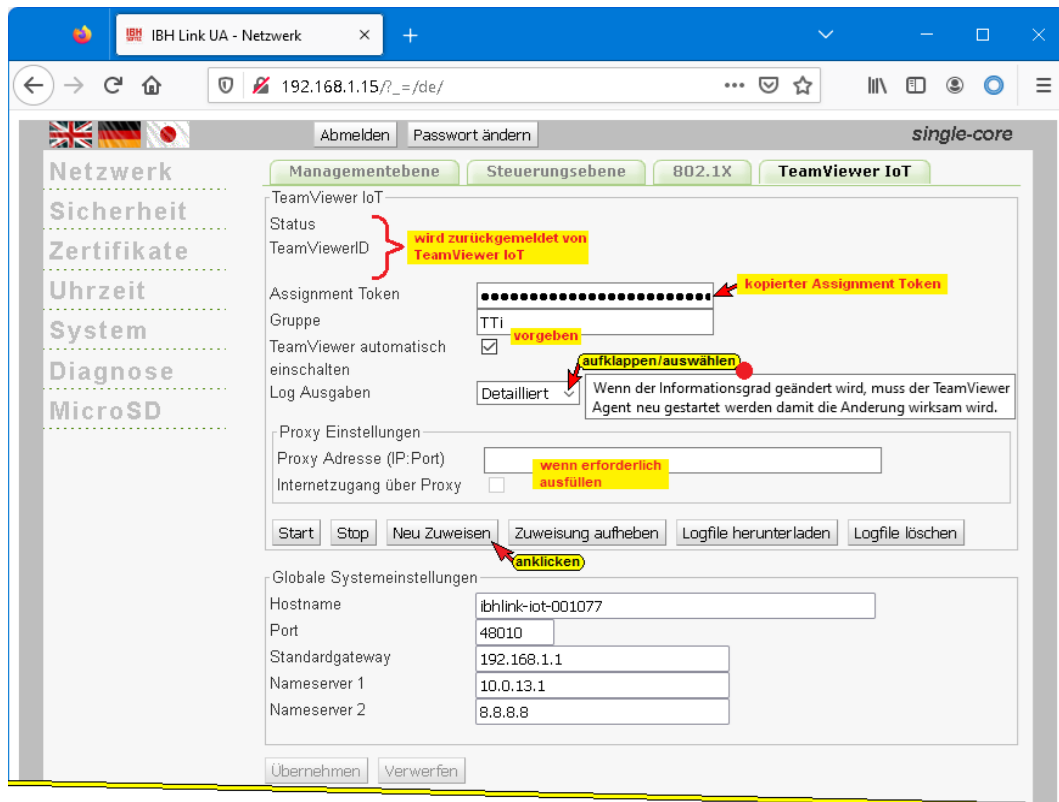 IBH
SOFTEC
IBH Link UA - Netzwerk
192.168.1.15/?_=/de/
Abmelden Passwort ändern single-core
Netzwerk
Sicherheit
Zertifikate
Uhrzeit
System
Diagnose
MicroSD
Managementebene Steuerungsebene 802.1X TeamViewer IoT
TeamViewer IoT
Status
TeamViewerID
wird zurückgemeldet von
TeamViewer IoT
Assignment Token
kopierter Assignment Token
Gruppe TTi
vorgeben
TeamViewer automatisch
einschalten
aufklappen/auswählen
Log Ausgaben Detailliert
Wenn der Informationsgrad geändert wird, muss der TeamViewer
Agent neu gestartet werden damit die Anderung wirksam wird.
Proxy Einstellungen
Proxy Adresse (IP:Port)
Internetzugang über Proxy
wenn erforderlich
ausfüllen
Start Stop Neu Zuweisen Zuweisung aufheben Logfile herunterladen Logfile löschen
anklicken
Globale Systemeinstellungen
Hostname ibhlink-iot-001077
Port 48010
Standardgateway 192.168.1.1
Nameserver 1 10.0.13.1
Nameserver 2 8.8.8.8
Übernehmen Verwerfen